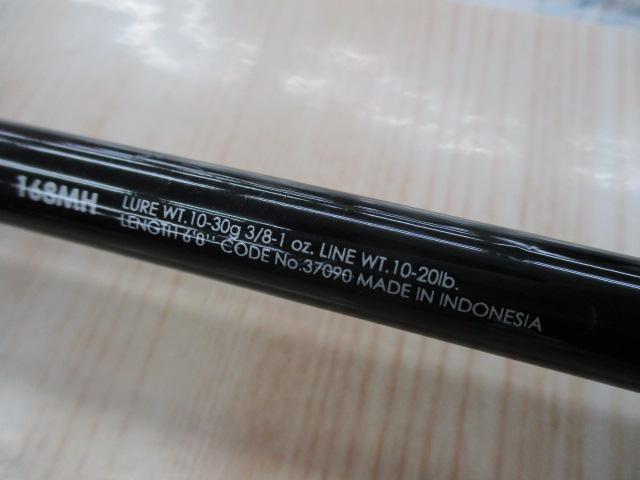 168MH
LURE WT.10-30g 3/8-1 oz. LINE WT.10-20lb.
LENGTH 6'8'' CODE No.37090 MADE IN INDONESIA